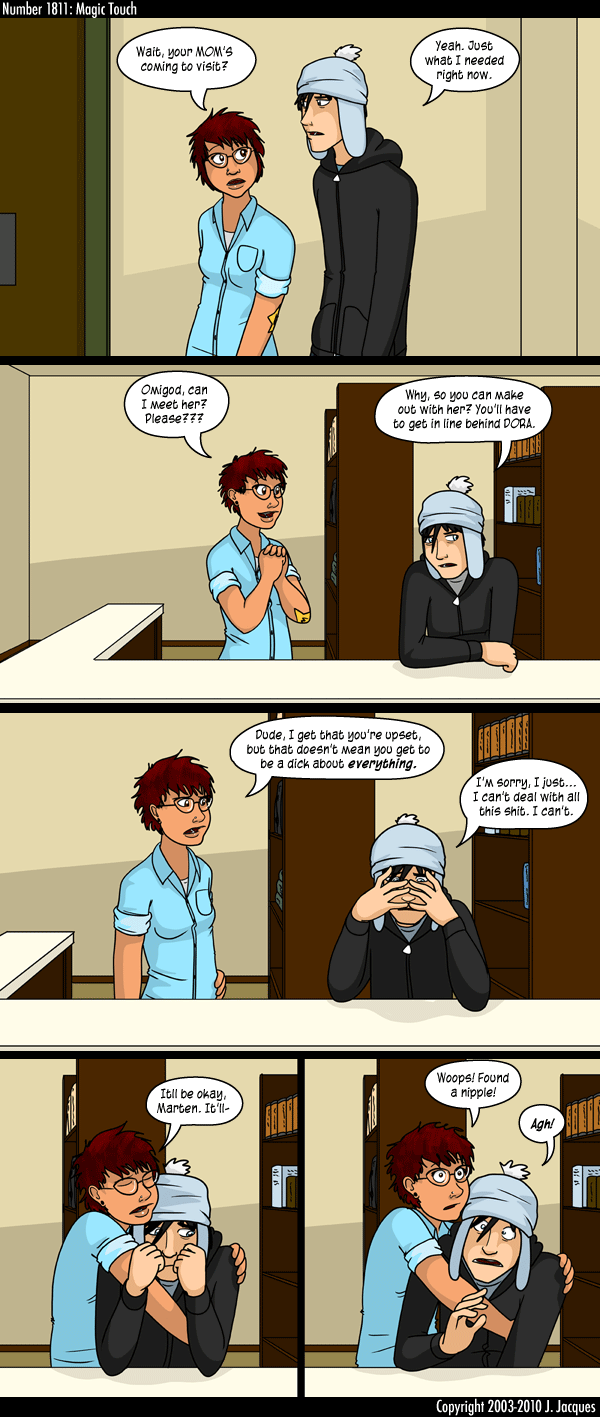 Number 1811: Magic Touch
Wait, your MOM'S
coming to visit?
Yeah. Just
what I needed
right now.
Omigod, can
I meet her?
Please???
Why, so you can make
out with her? You'll have
to get in line behind DORA.
Dude, I get that you're upset,
but that doesn't mean you get to
be a dick about everything.
I'm sorry, I just...
I can't deal with all
this shit. I can't.
Itll be okay,
Marten. It'll-
Woops! Found
a nipple!
Agh!
Copyright 2003-2010 J. Jacques